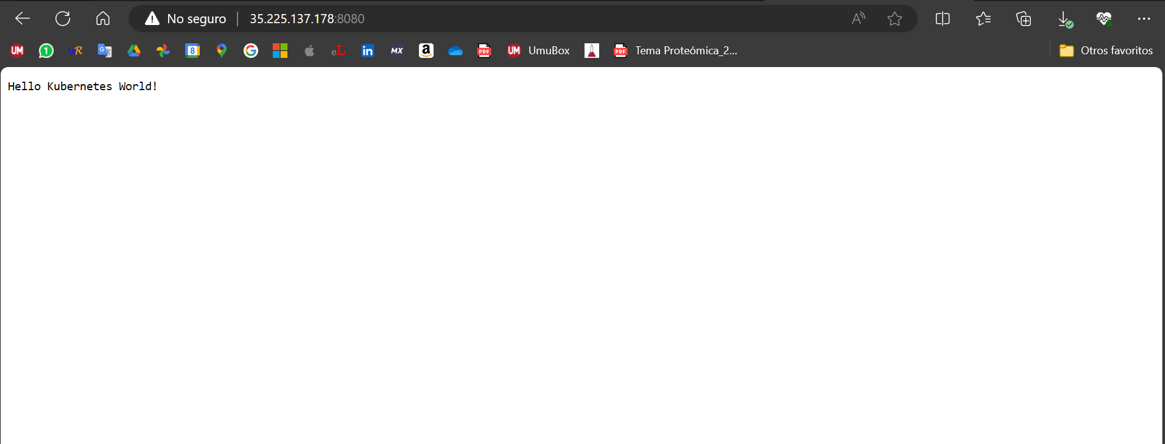 No seguro | 35.225.137.178:8080
UM 1 R 8 G eL in MX a PDF UM UmuBox PDF Tema Proteómica_2... Otros favoritos
Hello Kubernetes World!